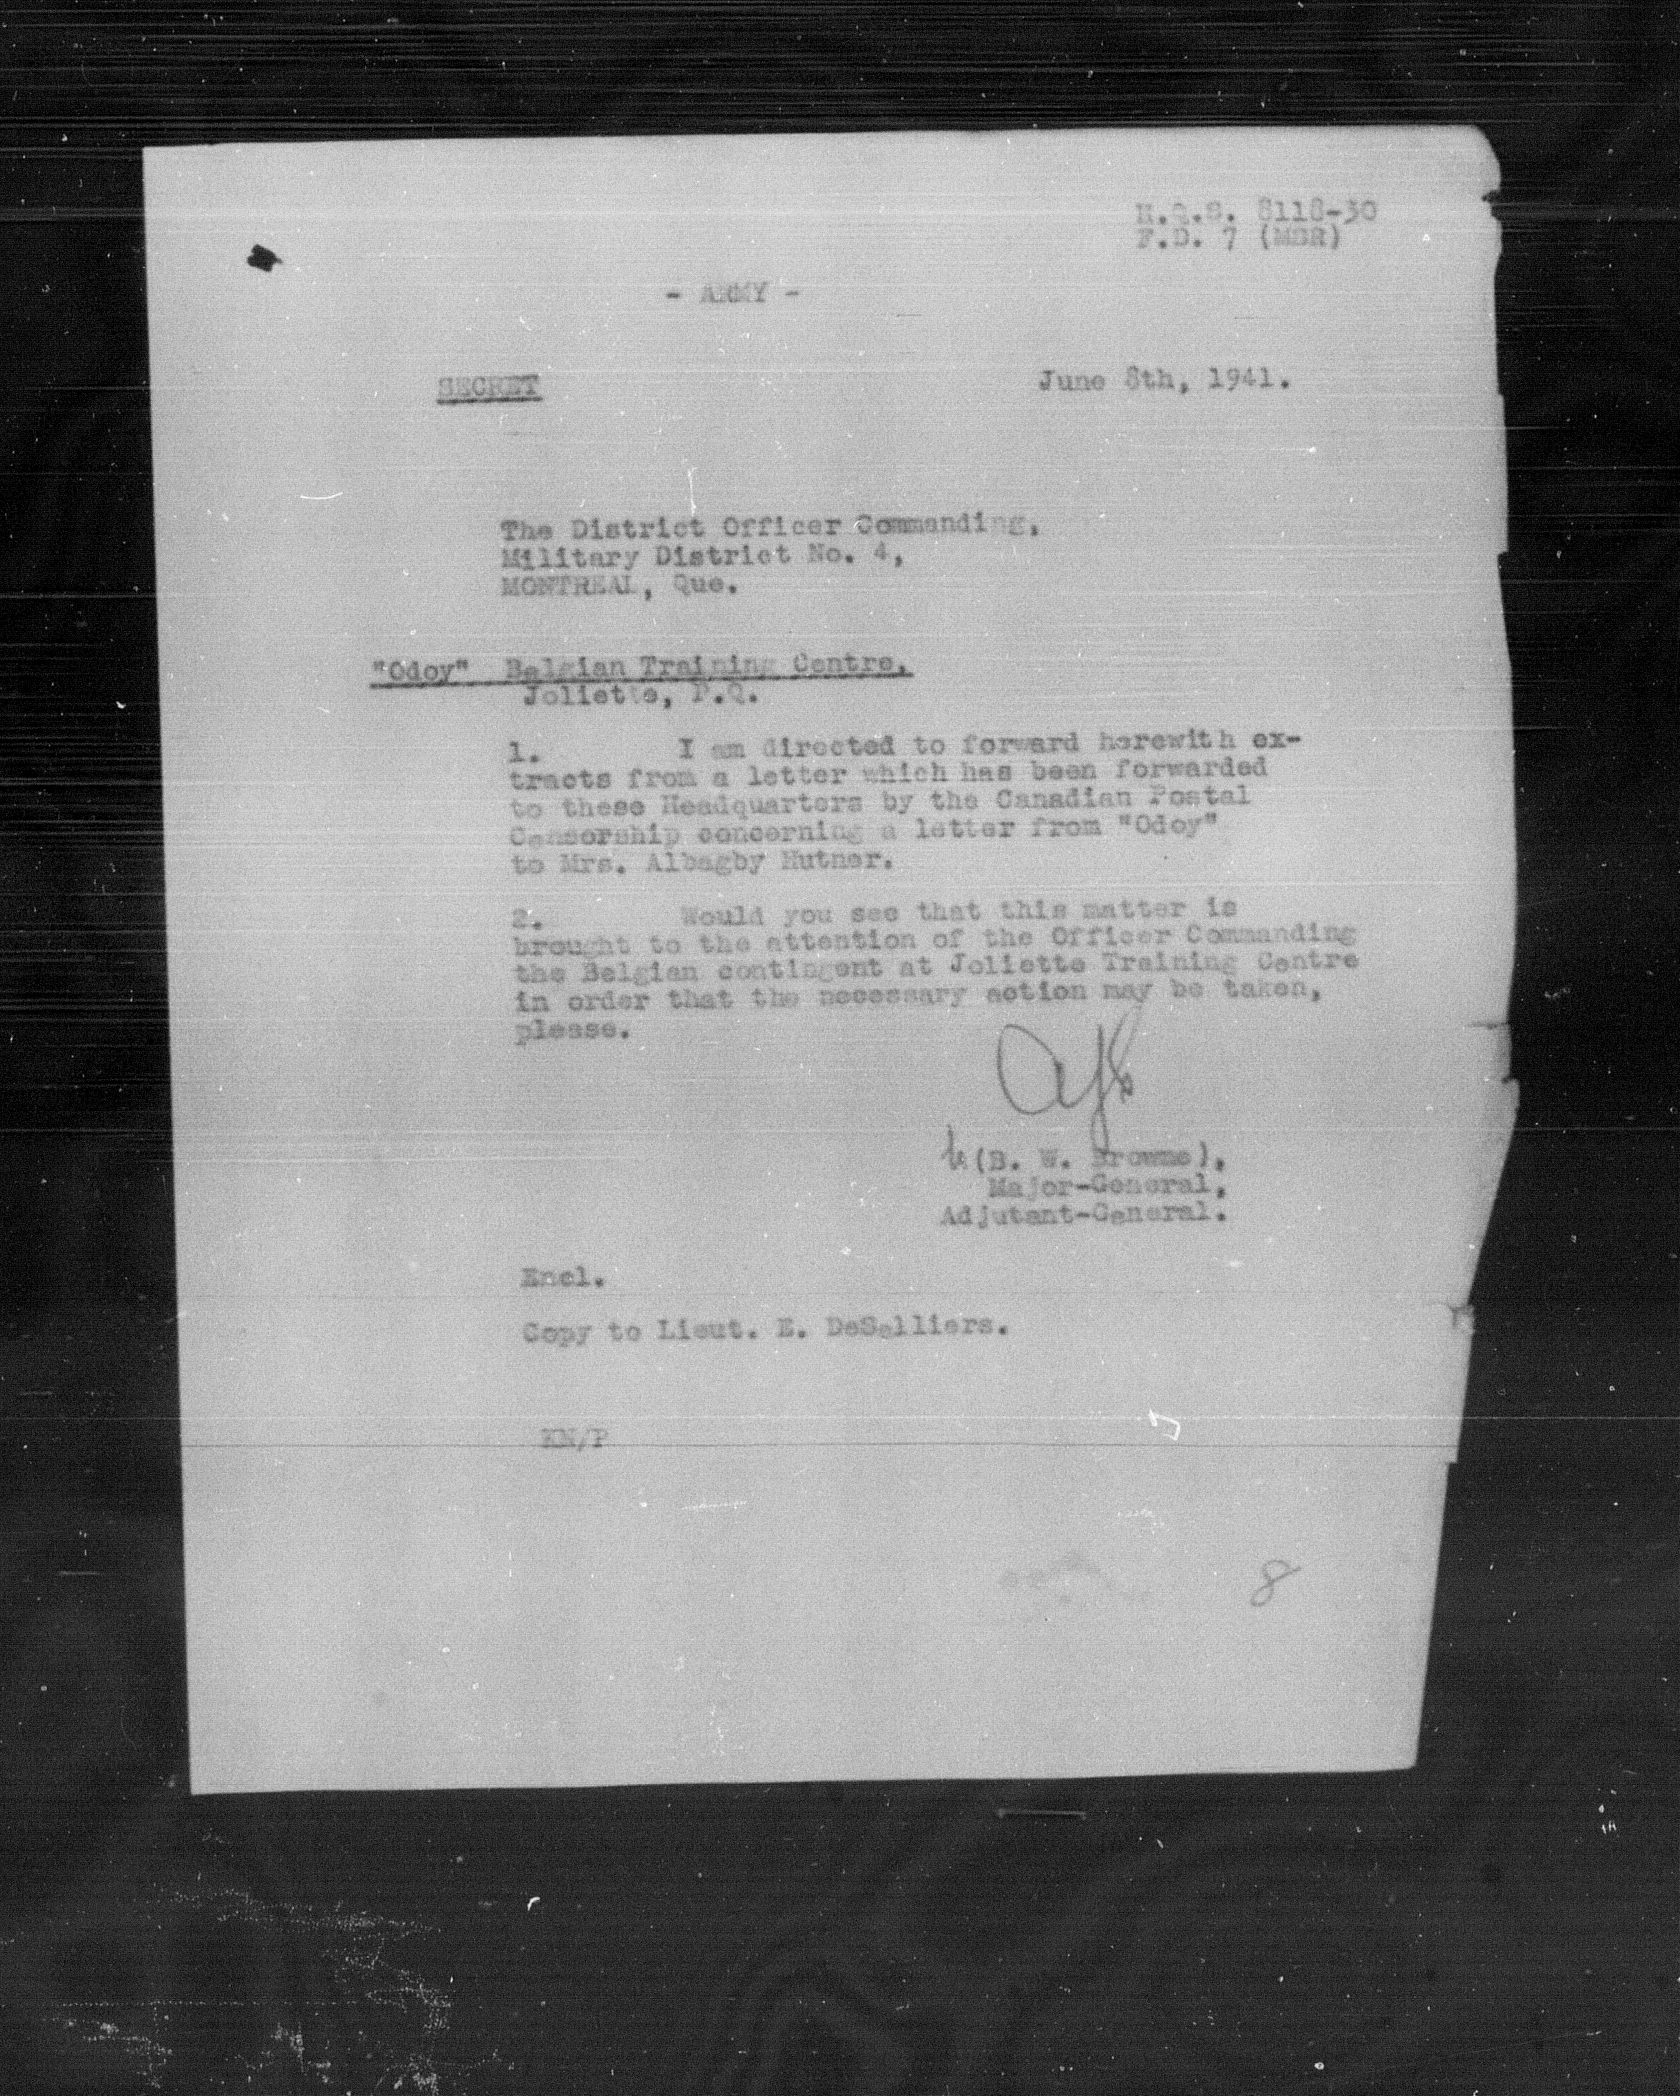 H.Q.S. 8118-30
F.D. 7 (MBR)
- ARMY -
SECRET
June 8th, 1941.
The District Officer Commanding,
Military District No. 4,
MONTREAL, Que.
"Odoy" Belgian Training Centre,
Joliette, P.Q.
1. I am directed to forward herewith ex-
tracts from a letter which has been forwarded
to these Headquarters by the Canadian Postal
Censorship concerning a letter from "Odoy"
to Mrs. Albagby Hutner.
2. Would you see that this matter is
brought to the attention of the Officer Commanding
the Belgian contingent at Joliette Training Centre
in order that the necessary action may be taken,
please.
(B. W. Browne),
Major-General,
Adjutant-General.
Encl.
Copy to Lieut. E. DeSelliers.
KN/P
8